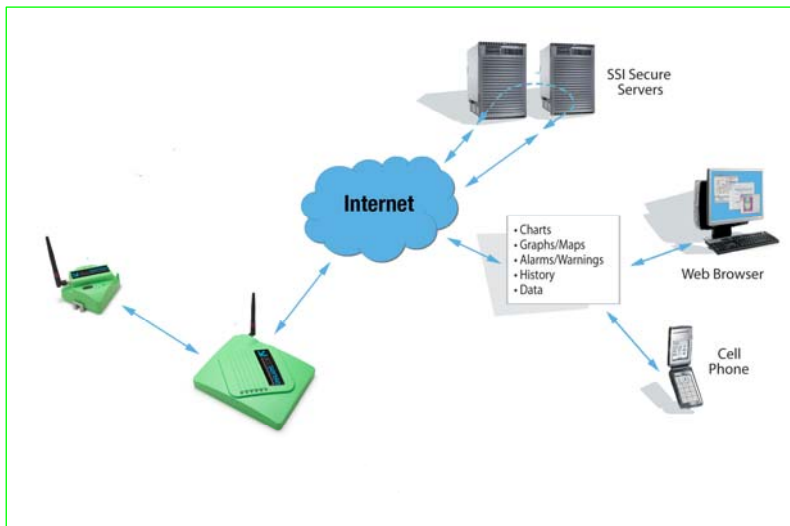 SSI Secure
Servers
Internet
• Charts
• Graphs/Maps
• Alarms/Warnings
• History
• Data
Web Browser
Cell
Phone